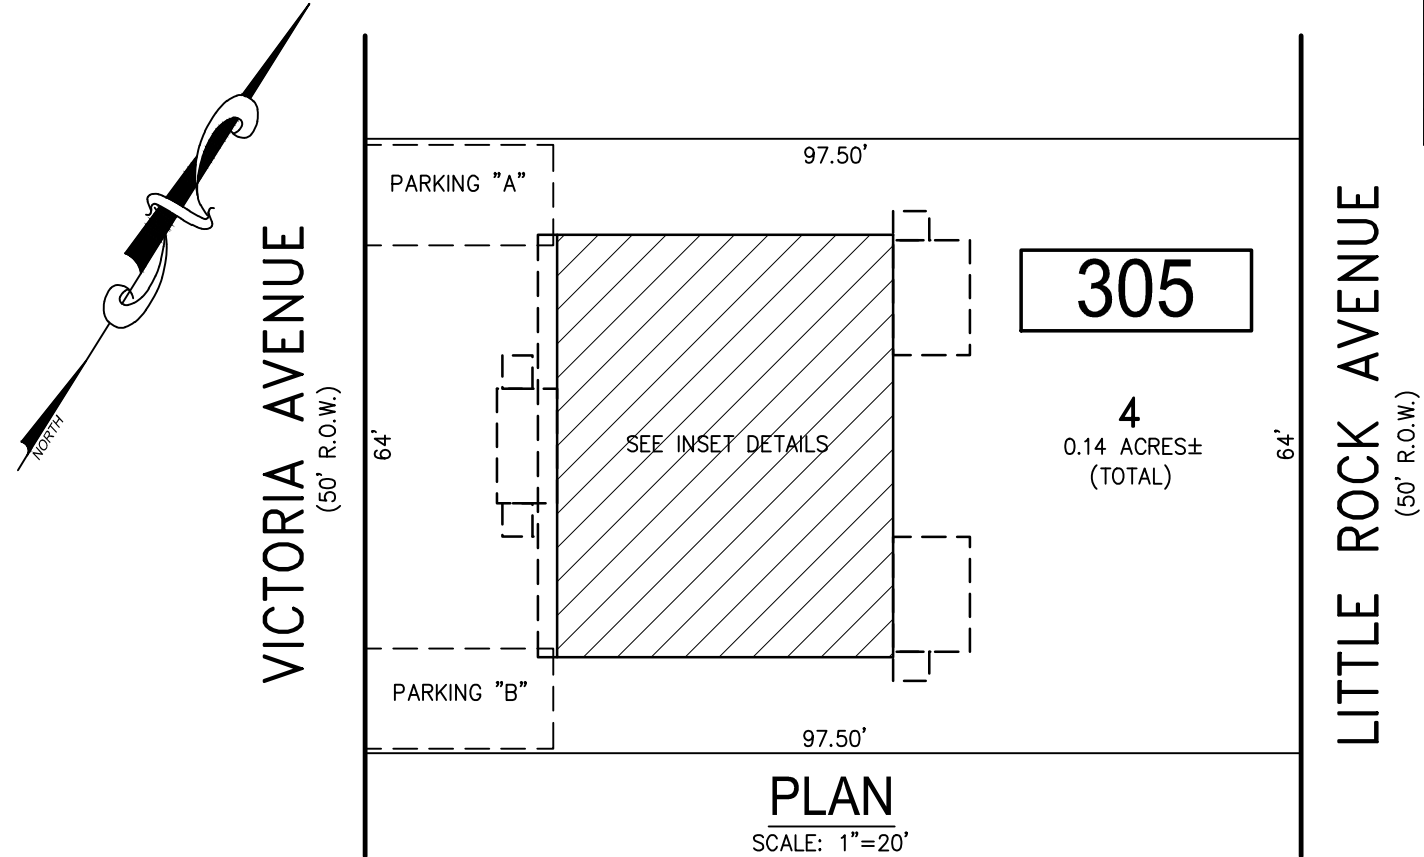 NORTH
VICTORIA AVENUE
(50' R.O.W.)
97.50'
PARKING "A"
305
64'
SEE INSET DETAILS
4
0.14 ACRES±
(TOTAL)
64'
PARKING "B"
97.50'
LITTLE ROCK AVENUE
(50' R.O.W.)
PLAN
SCALE: 1"=20'